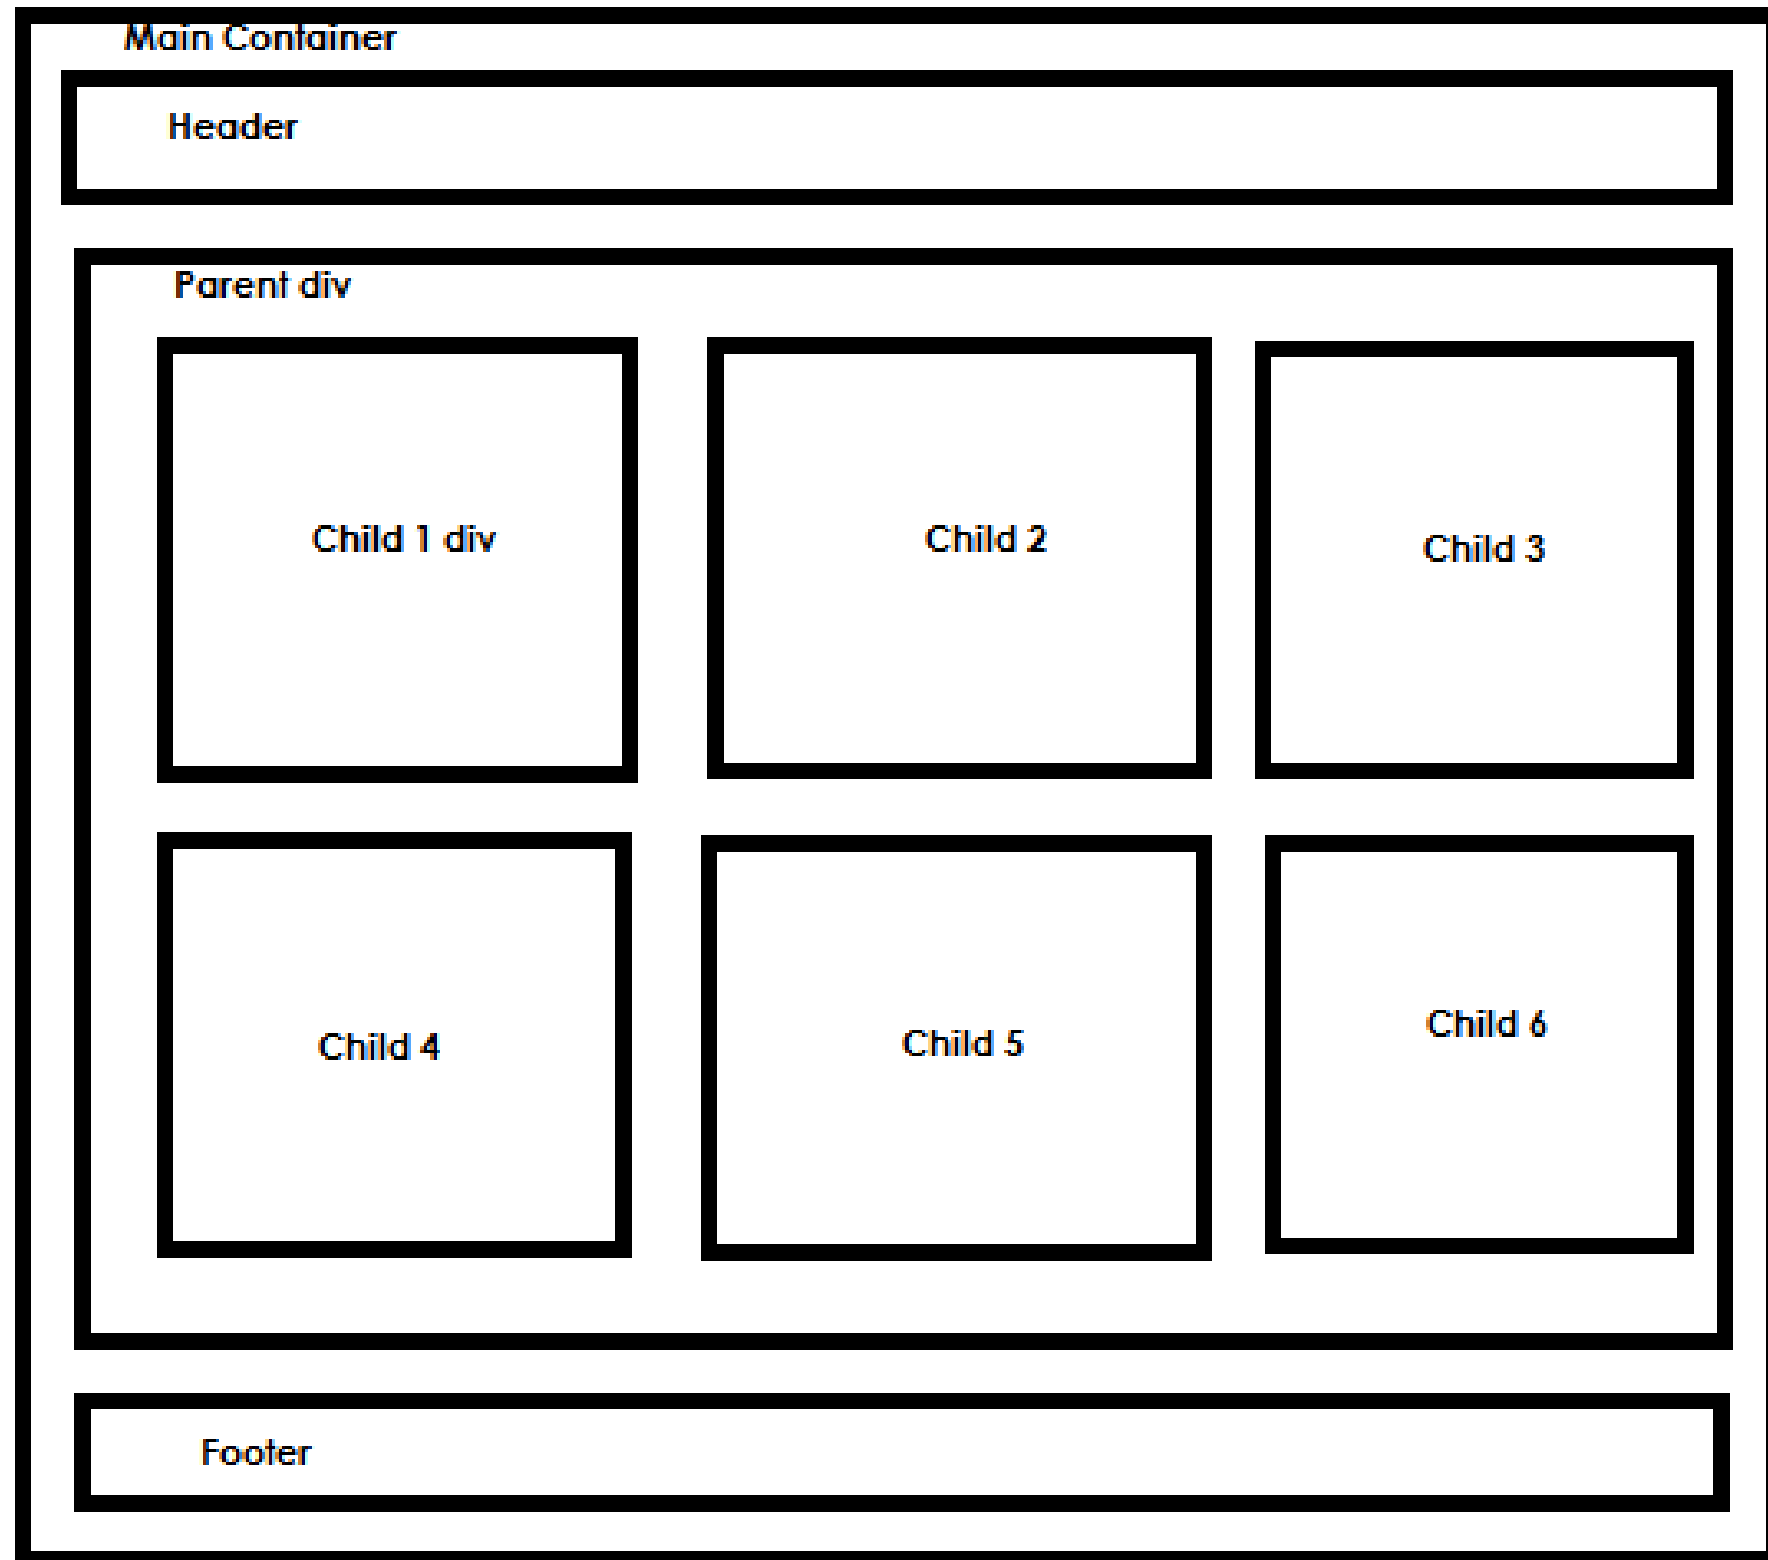 Main Container
Header
Parent div
Child 1 div
Child 2
Child 3
Child 4
Child 5
Child 6
Footer